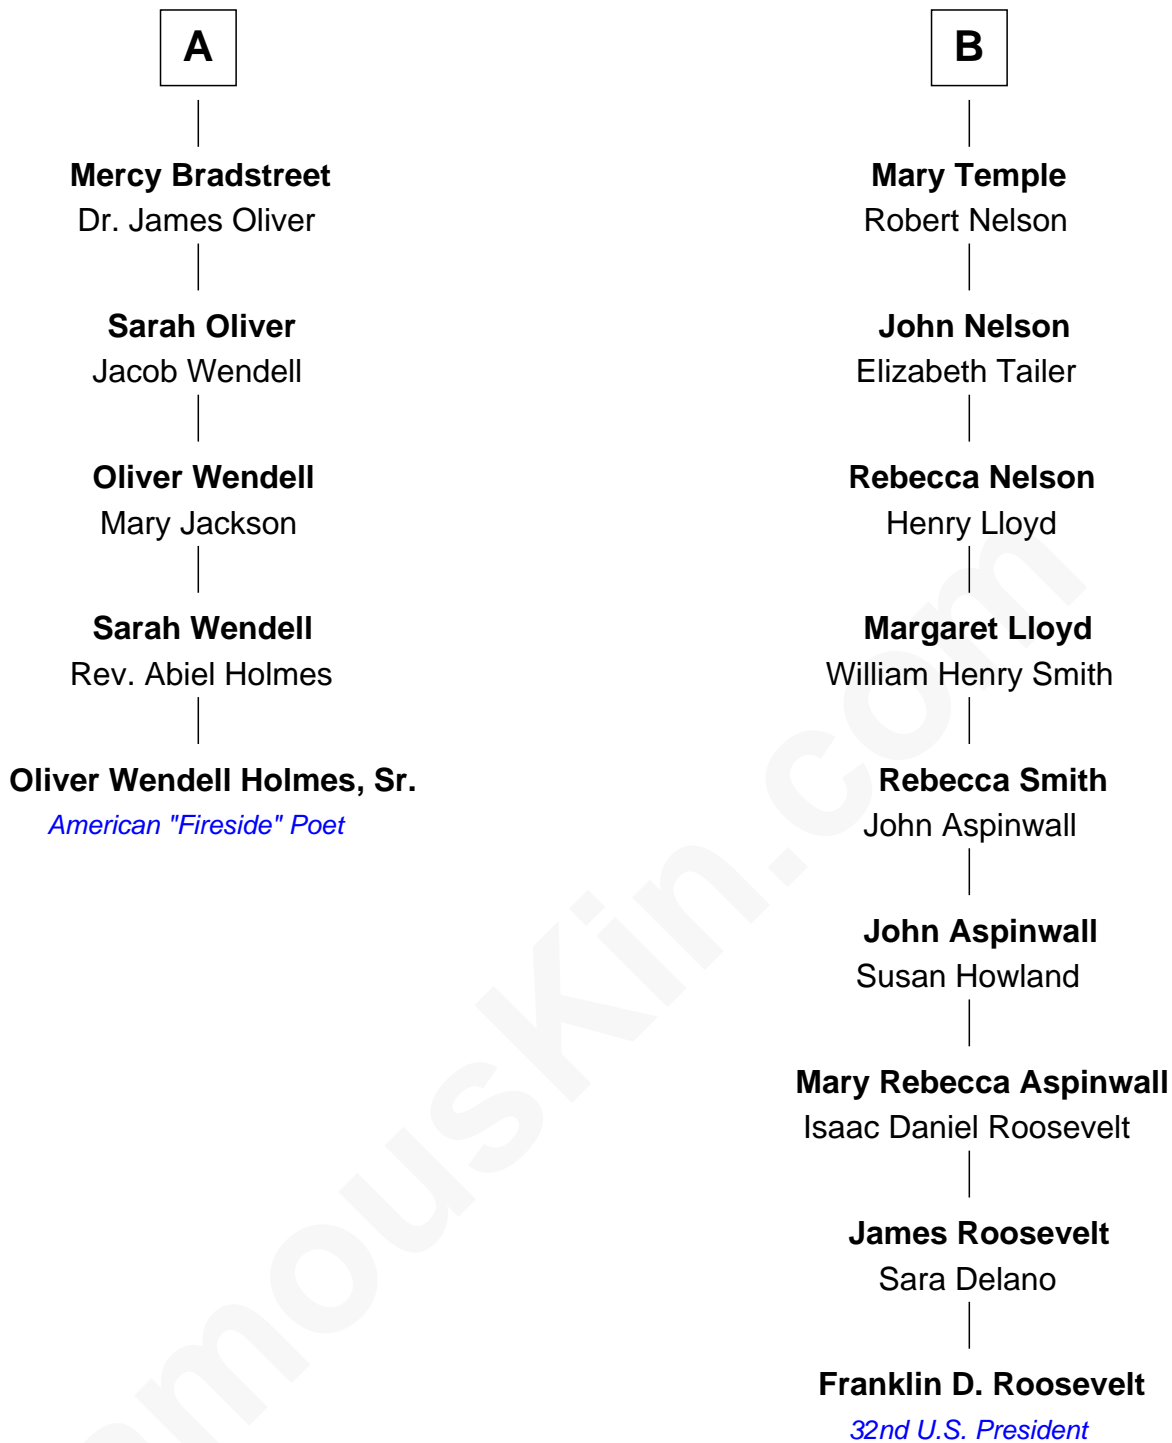 A
Mercy Bradstreet
Dr. James Oliver
Sarah Oliver
Jacob Wendell
Oliver Wendell
Mary Jackson
Sarah Wendell
Rev. Abiel Holmes
Oliver Wendell Holmes, Sr.
American "Fireside" Poet
B
Mary Temple
Robert Nelson
John Nelson
Elizabeth Tailer
Rebecca Nelson
Henry Lloyd
Margaret Lloyd
William Henry Smith
Rebecca Smith
John Aspinwall
John Aspinwall
Susan Howland
Mary Rebecca Aspinwall
Isaac Daniel Roosevelt
James Roosevelt
Sara Delano
Franklin D. Roosevelt
32nd U.S. President
amouskin.com